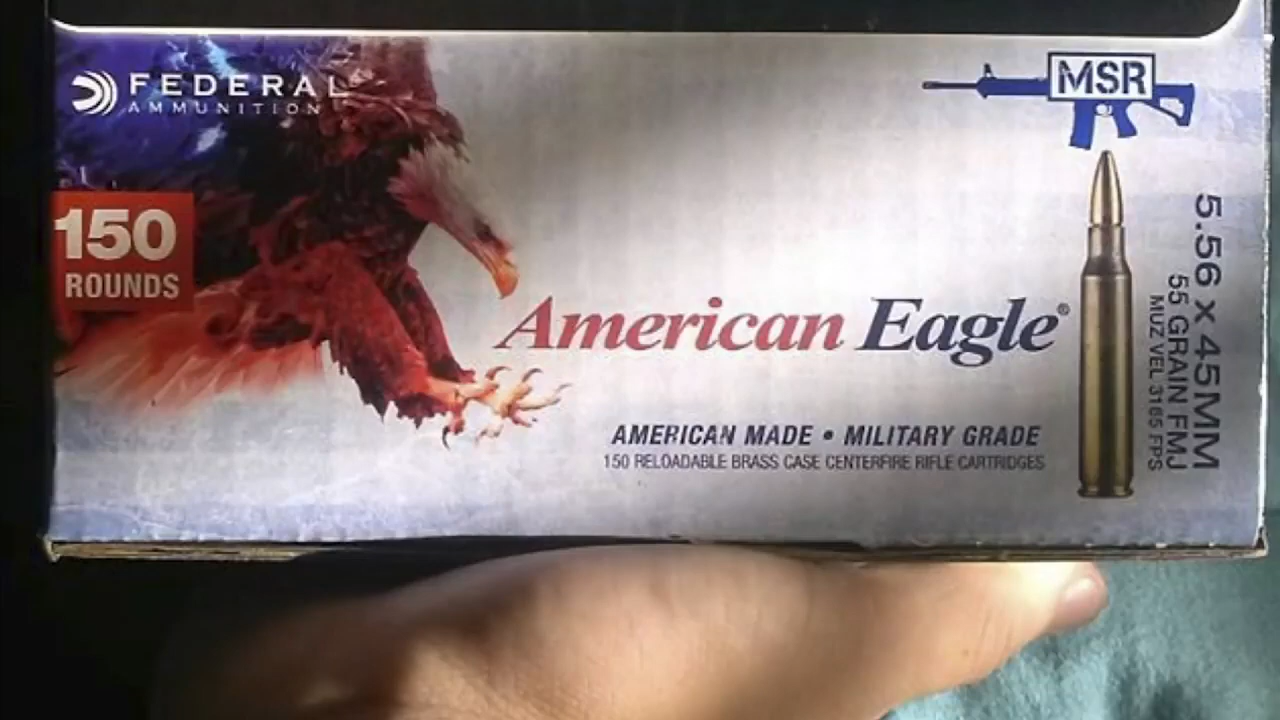 FEDERAL
AMMUNITION
MSR
150
ROUNDS
American Eagle®
AMERICAN MADE • MILITARY GRADE
150 RELOADABLE BRASS CASE CENTERFIRE RIFLE CARTRIDGES
5.56 x 45MM
55 GRAIN FMJ
MUZ VEL 3165 FPS